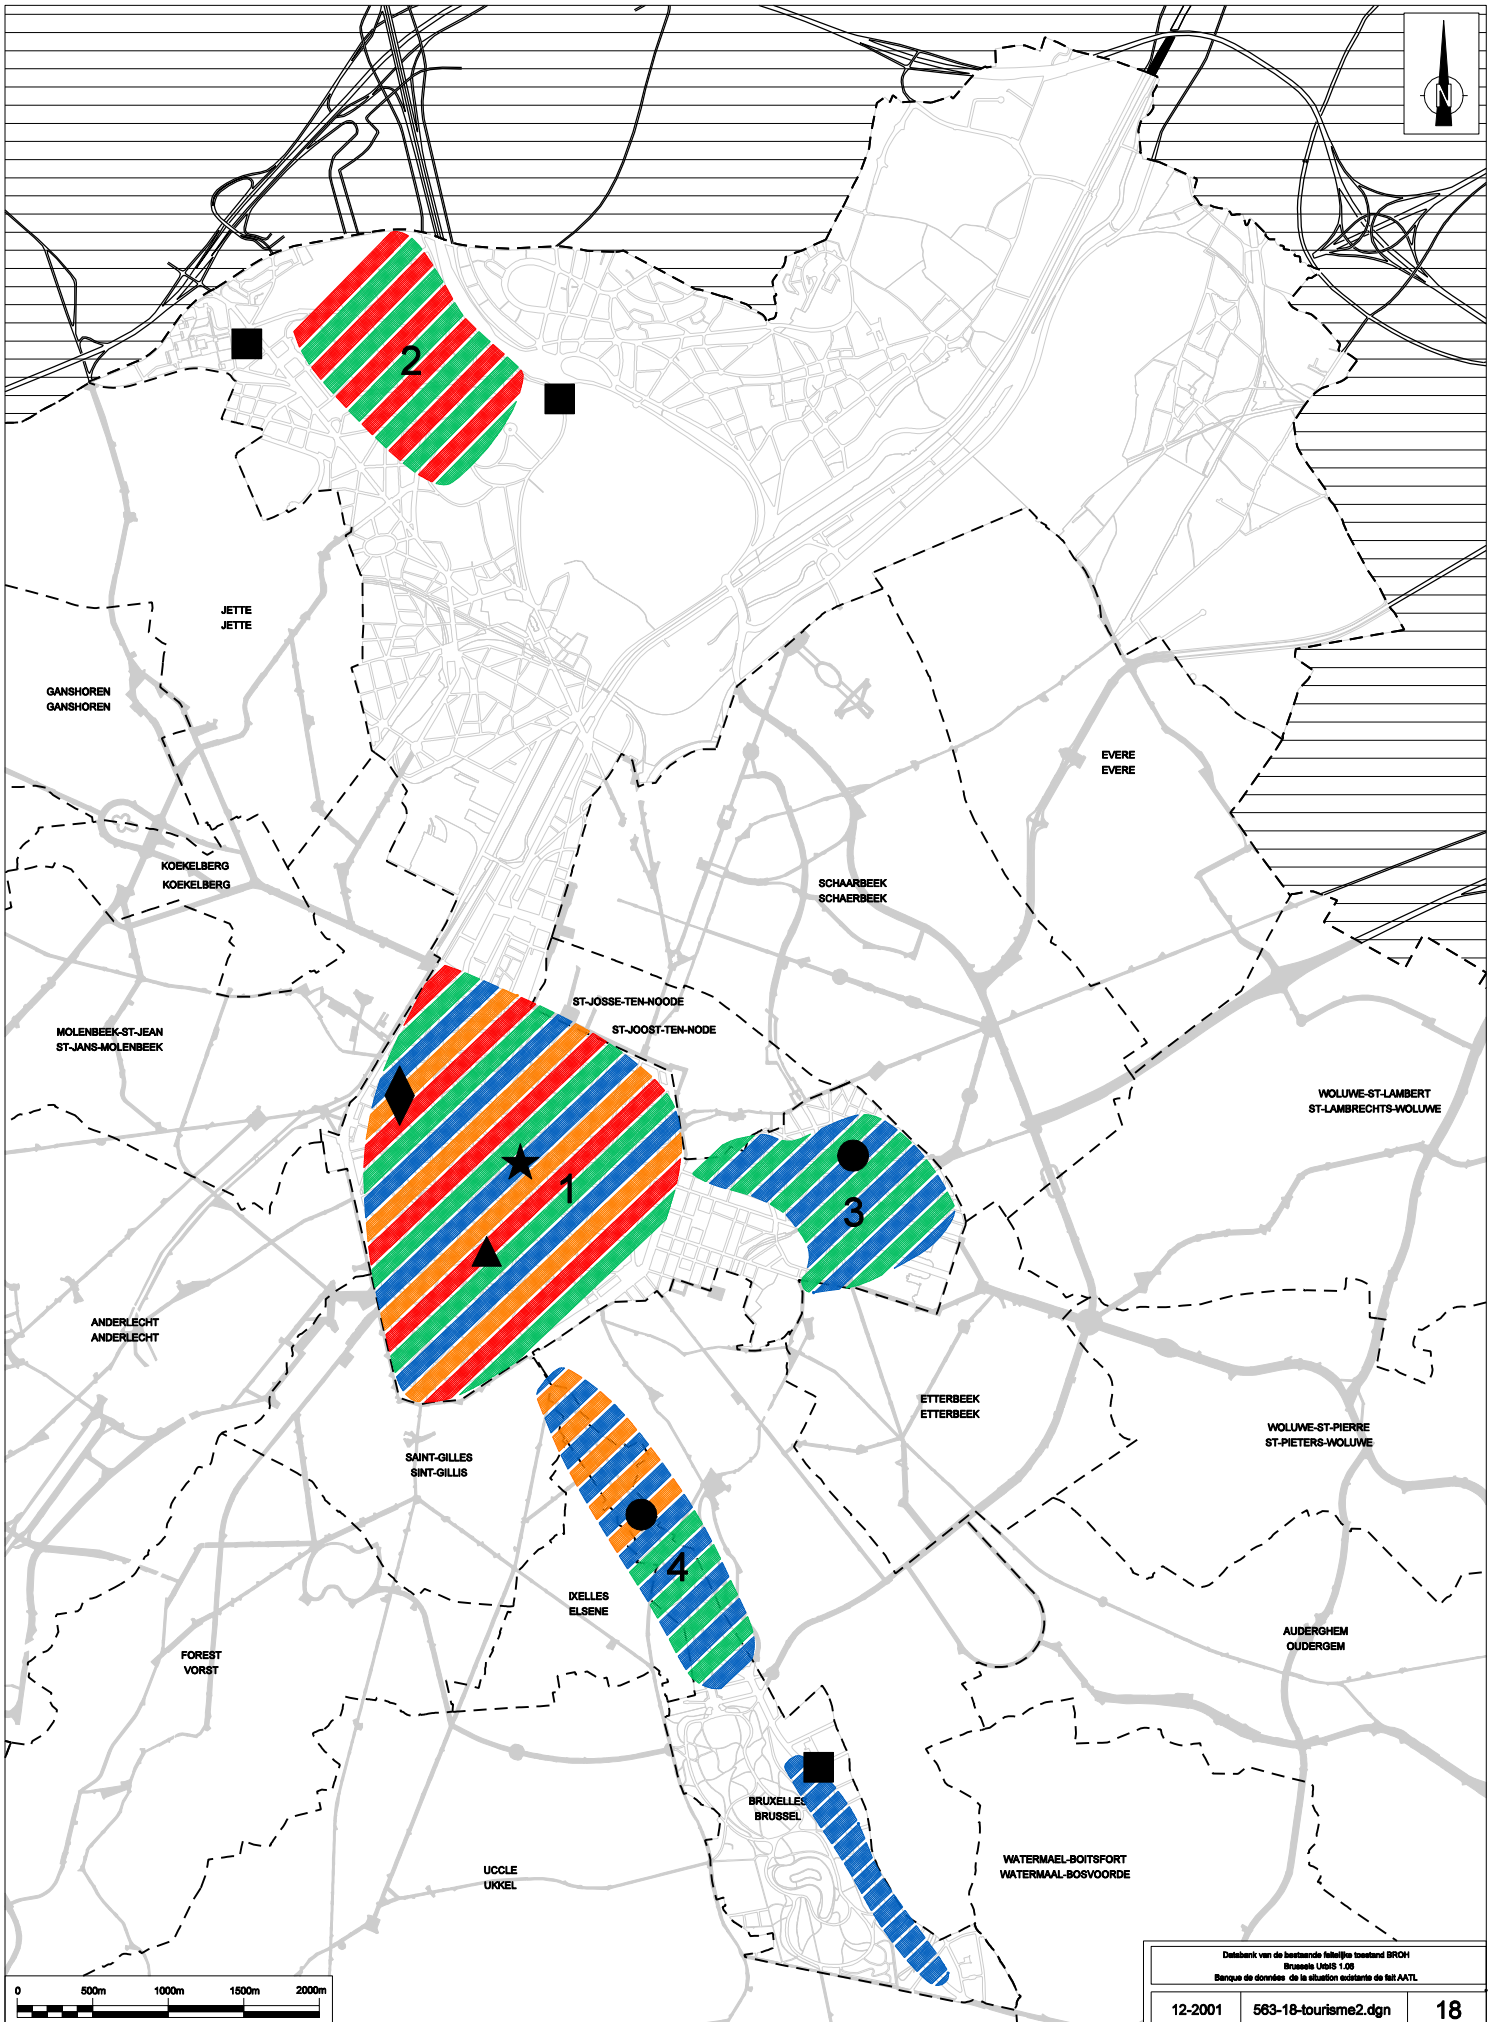 N
2
JETTE
JETTE
GANSHOREN
GANSHOREN
EVERE
EVERE
KOEKELBERG
KOEKELBERG
SCHAARBEEK
SCHAERBEEK
ST-JOSSE-TEN-NOODE
ST-JOOST-TEN-NODE
MOLENBEEK-ST-JEAN
ST-JANS-MOLENBEEK
WOLUWE-ST-LAMBERT
ST-LAMBRECHTS-WOLUWE
1
3
ANDERLECHT
ANDERLECHT
ETTERBEEK
ETTERBEEK
WOLUWE-ST-PIERRE
ST-PIETERS-WOLUWE
SAINT-GILLES
SINT-GILLIS
4
IXELLES
ELSENE
AUDERGHEM
OUDERGEM
FOREST
VORST
BRUXELLES
BRUSSEL
WATERMAEL-BOITSFORT
WATERMAAL-BOSVOORDE
UCCLE
UKKEL
Databank van de bestaande feitelijke toestand BROH
Brussels UrbIS 1.08
Banque de données de la situation existante de fait AATL
0 500m 1000m 1500m 2000m
12-2001 563-18-tourisme2.dgn 18